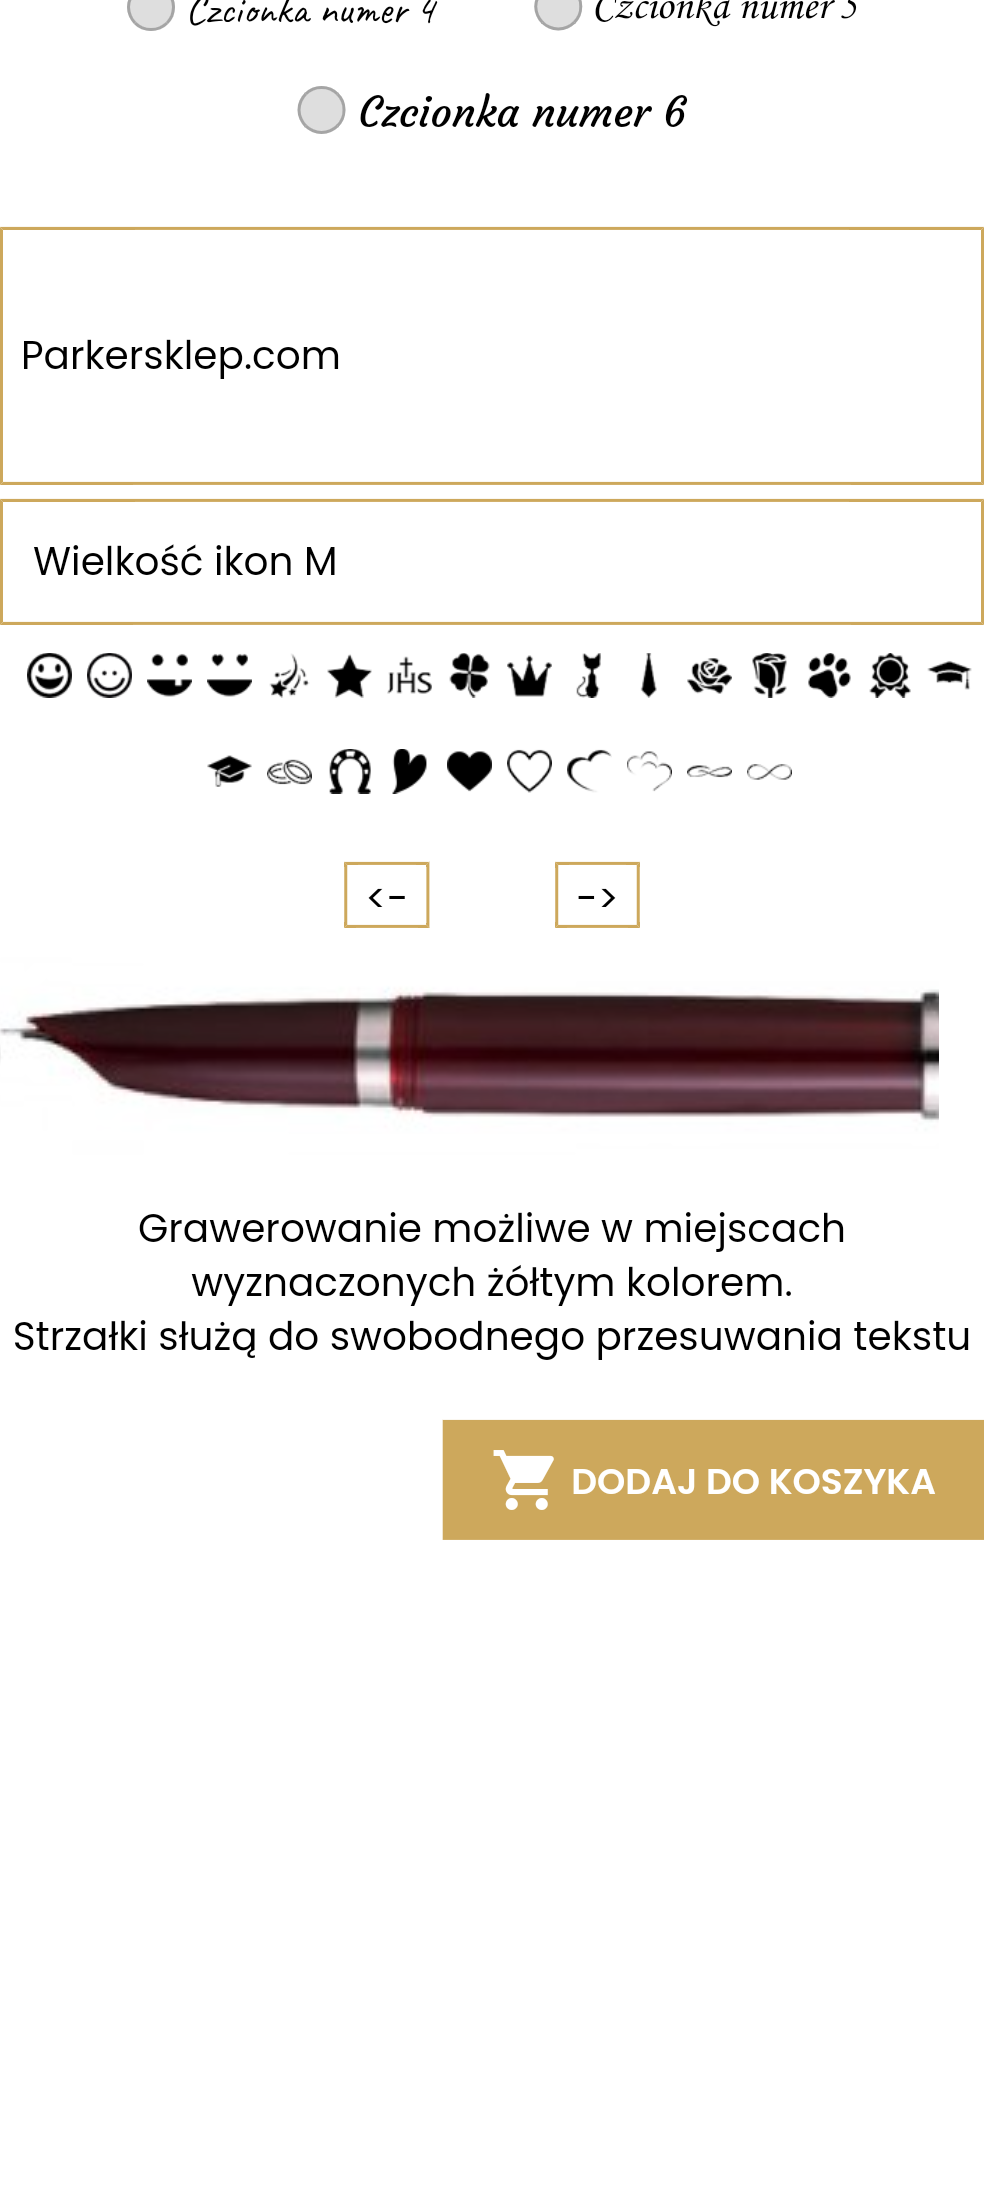 Czcionka numer 4 Czcionka numer 5
Czcionka numer 6
Parkersklep.com
Wielkość ikon M
JHS
<- ->
Grawerowanie możliwe w miejscach
wyznaczonych żółtym kolorem.
Strzałki służą do swobodnego przesuwania tekstu
DODAJ DO KOSZYKA